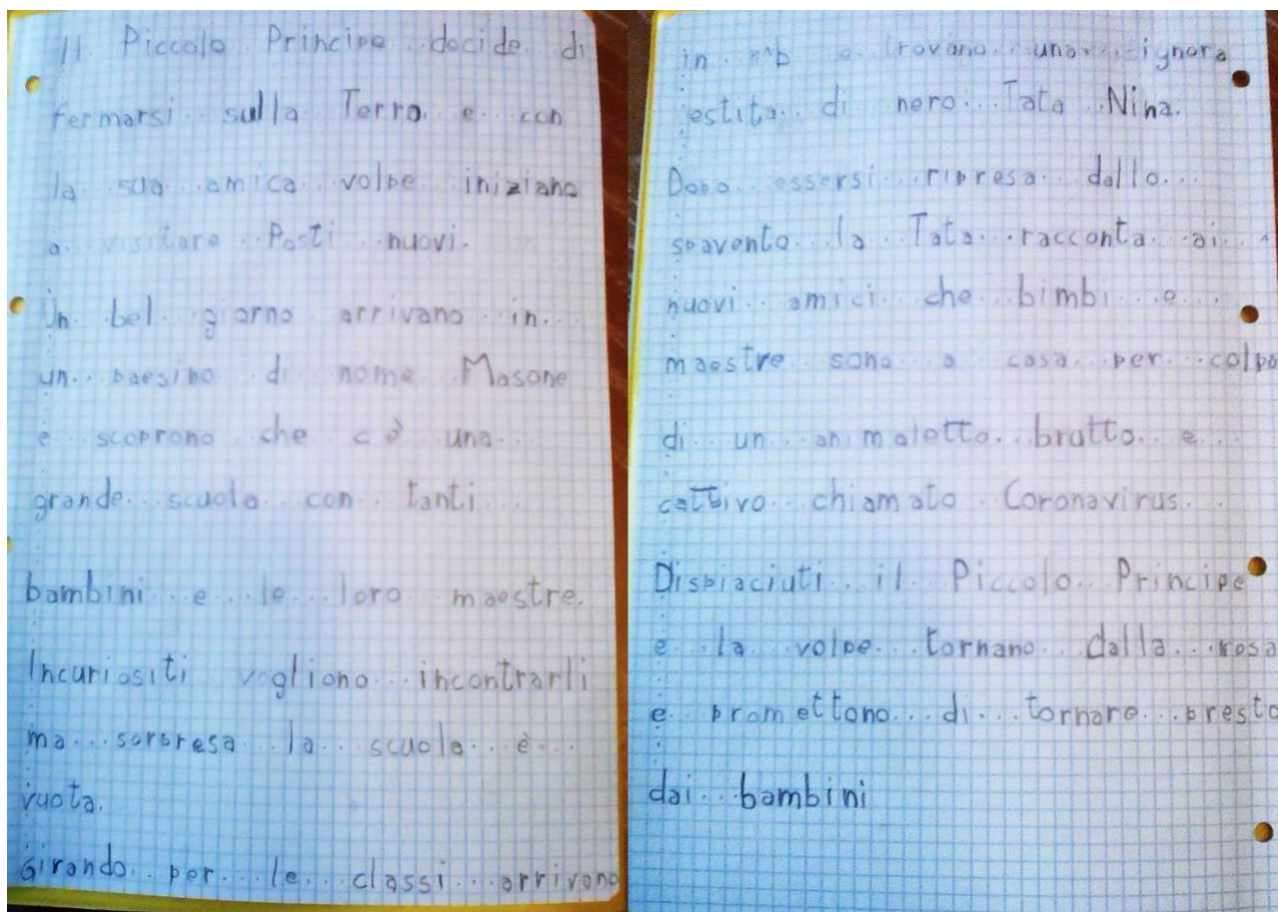 Il Piccolo Principe decide di
fermarsi sulla Terra e con
la sua amica volpe iniziano
a visitare Posti nuovi.
Un bel giorno arrivano in
un paesino di nome Masone
e scoprono che c è una
grande scuola con tanti
bambini e le loro maestre.
Incuriositi vogliono incontrarli
ma sorpresa la scuola è
vuota.
Girando per le classi arrivano
in e trovano una signora
vestita di nero Tata Nina.
Dopo essersi ripresa dallo
spavento la Tata racconta ai
nuovi amici che bimbi e
maestre sono a casa per colpa
di un animaletto brutto e
cattivo chiamato Coronavirus.
Dispiaciuti il Piccolo Principe
e la volpe tornano dalla rosa
e promettono di tornare presto
dai bambini